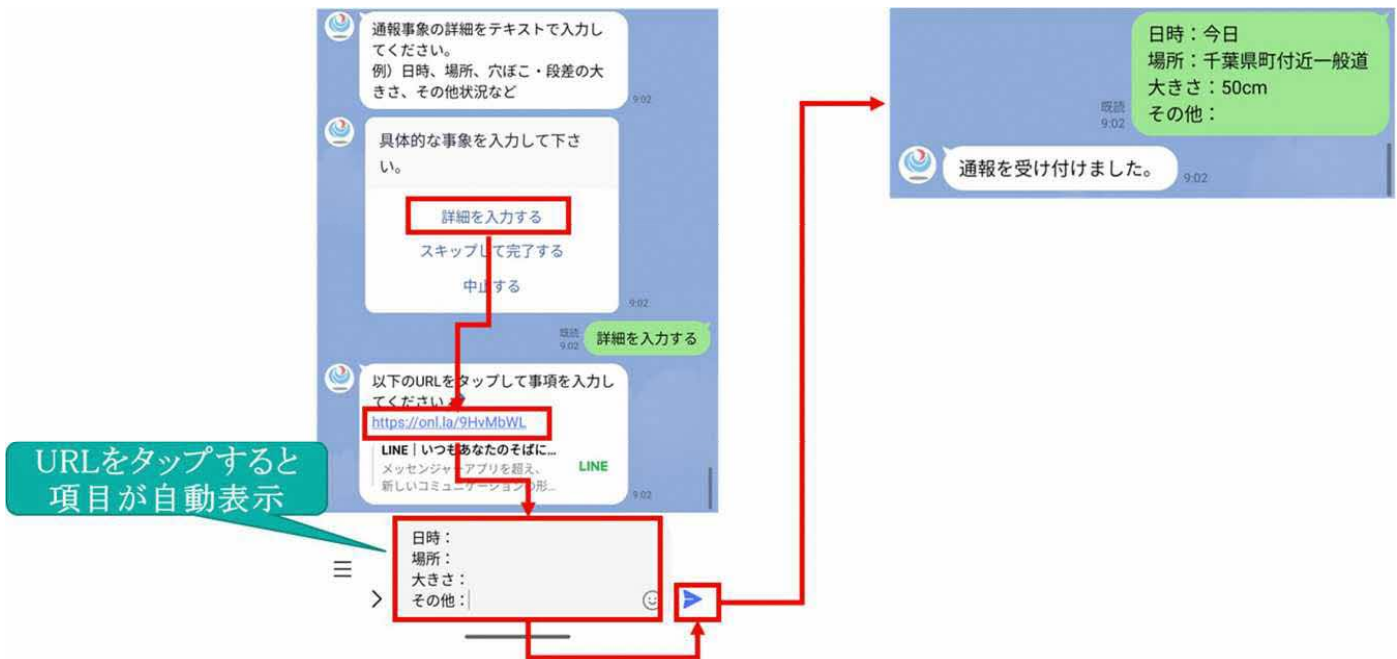 通報事象の詳細をテキストで入力し
てください。
例）日時、場所、穴ぼこ・段差の大
きさ、その他状況など
9:02
具体的な事象を入力して下さ
い。
詳細を入力する
スキップして完了する
中止する
9:02
既読
9:02
詳細を入力する
以下のURLをタップして事項を入力し
てください
https://onl.la/9HvMbWL
LINE｜いつもあなたのそばに...
メッセンジャーアプリを超え、
新しいコミュニケーションの形...
LINE
9:02
URLをタップすると
項目が自動表示
日時：
場所：
大きさ：
その他：
日時：今日
場所：千葉県町付近一般道
大きさ：50cm
その他：
既読
9:02
通報を受け付けました。
9:02